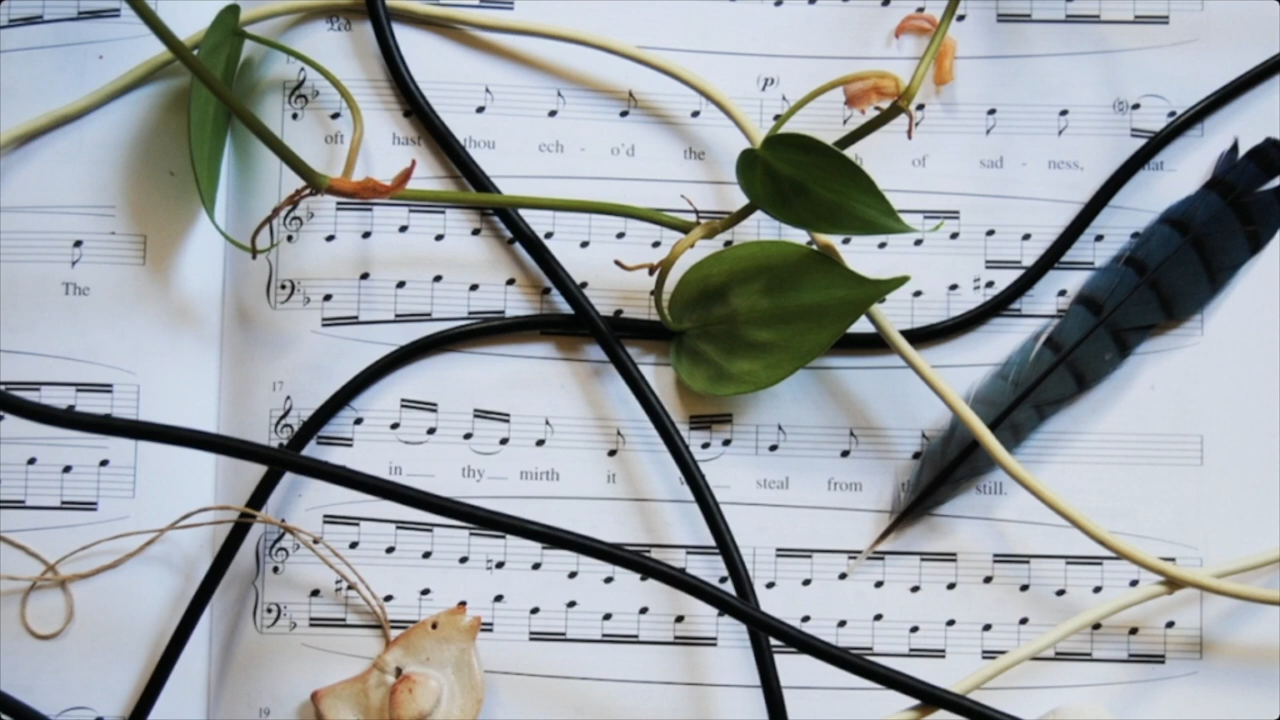 (p)
oft hast thou ech - o'd the of sad - ness,
The
17
in thy mirth it steal from still.
19